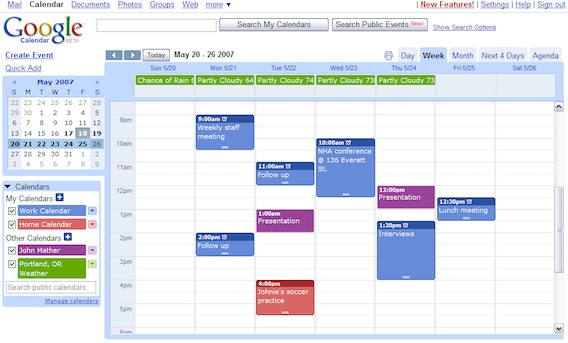 Mail Calendar Documents Photos Groups Web more ▼
| New Features! | Settings | Help | Sign out
Google
Calendar BETA
Search My Calendars
Search Public Events New!
Show Search Options
Create Event
Quick Add
Today
May 20 - 26 2007
Day Week Month Next 4 Days Agenda
« May 2007 »
S M T W T F S
22 23 24 25 26 27 28
29 30 1 2 3 4 5
6 7 8 9 10 11 12
13 14 15 16 17 18 19
20 21 22 23 24 25 26
27 28 29 30 31 1 2
3 4 5 6 7 8 9
Calendars
My Calendars
Work Calendar
Home Calendar
Other Calendars
John Mather
Portland, OR
Weather
Search public calendars
Manage calendars
Sun 5/20 Mon 5/21 Tue 5/22 Wed 5/23 Thu 5/24 Fri 5/25 Sat 5/26
Chance of Rain 6 Partly Cloudy 64 Partly Cloudy 74 Partly Cloudy 73 Partly Cloudy 73
9am
10am
11am
12pm
1pm
2pm
3pm
4pm
5pm
6pm
9:00am
Weekly staff
meeting
2:00pm
Follow up
11:00am
Follow up
1:00pm
Presentation
4:00pm
Johnie's soccer
practice
10:00am
NHA conference
@ 136 Everett
St.
12:00pm
Presentation
1:30pm
Interviews
12:30pm
Lunch meeting